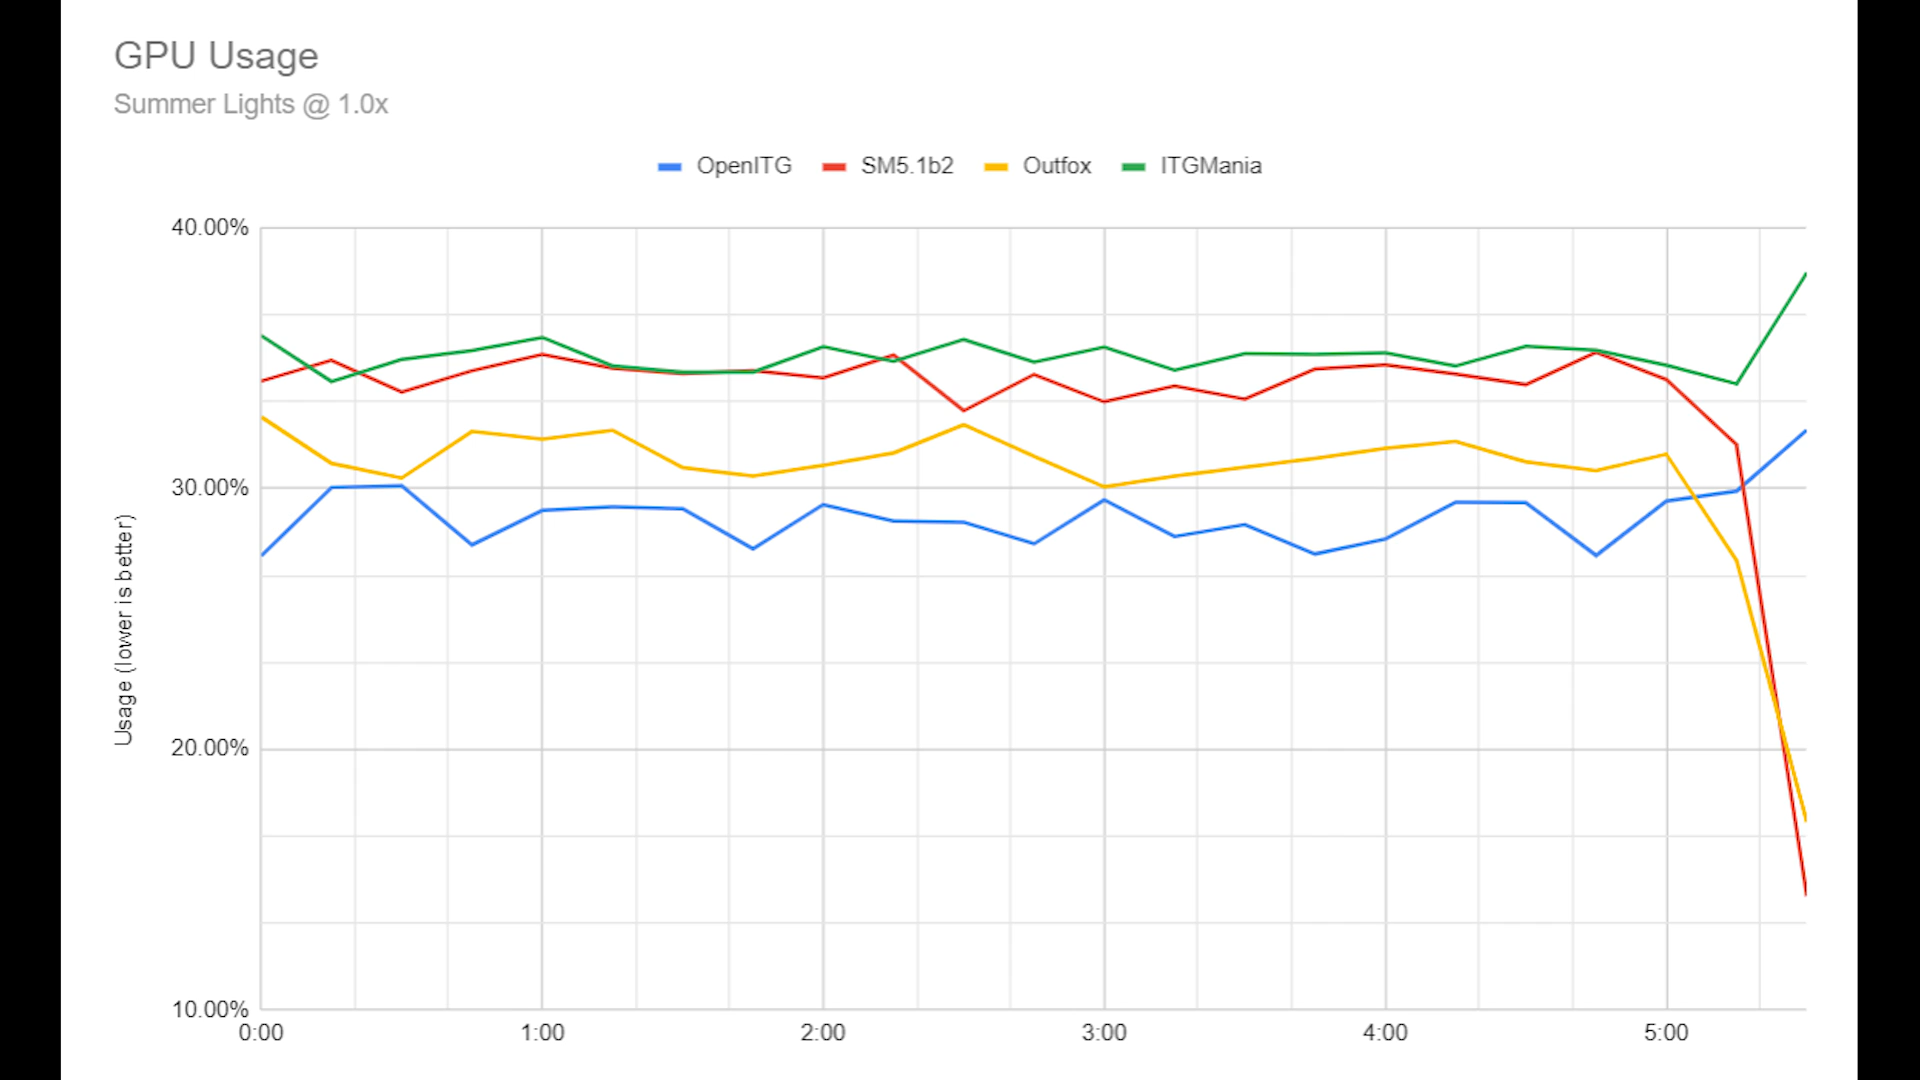 GPU Usage
Summer Lights @ 1.0x
OpenITG SM5.1b2 Outfox ITGMania
Usage (lower is better)
40.00%
30.00%
20.00%
10.00%
0:00 1:00 2:00 3:00 4:00 5:00